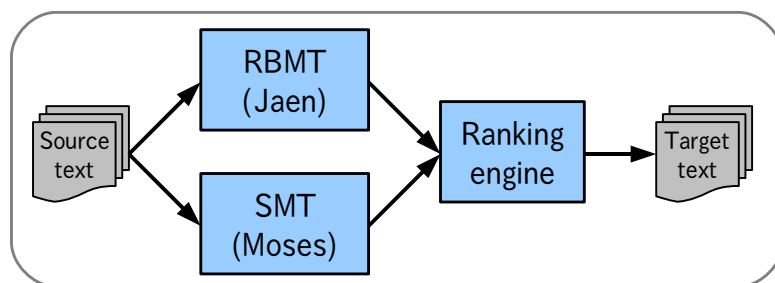 Source
text
RBMT
(Jaen)
SMT
(Moses)
Ranking
engine
Target
text